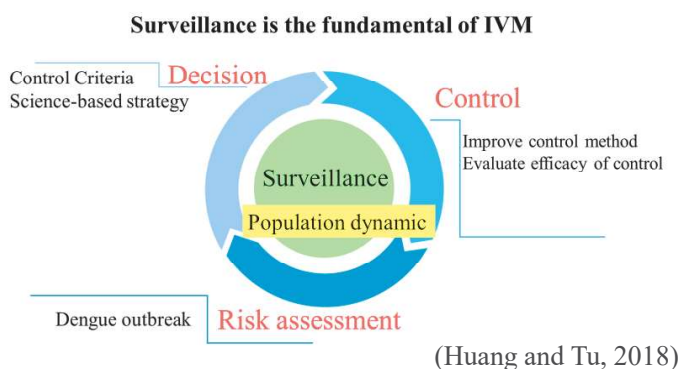 Surveillance is the fundamental of IVM
Decision
Control Criteria
Science-based strategy
Control
Improve control method
Evaluate efficacy of control
Surveillance
Population dynamic
Risk assessment
Dengue outbreak
(Huang and Tu, 2018)